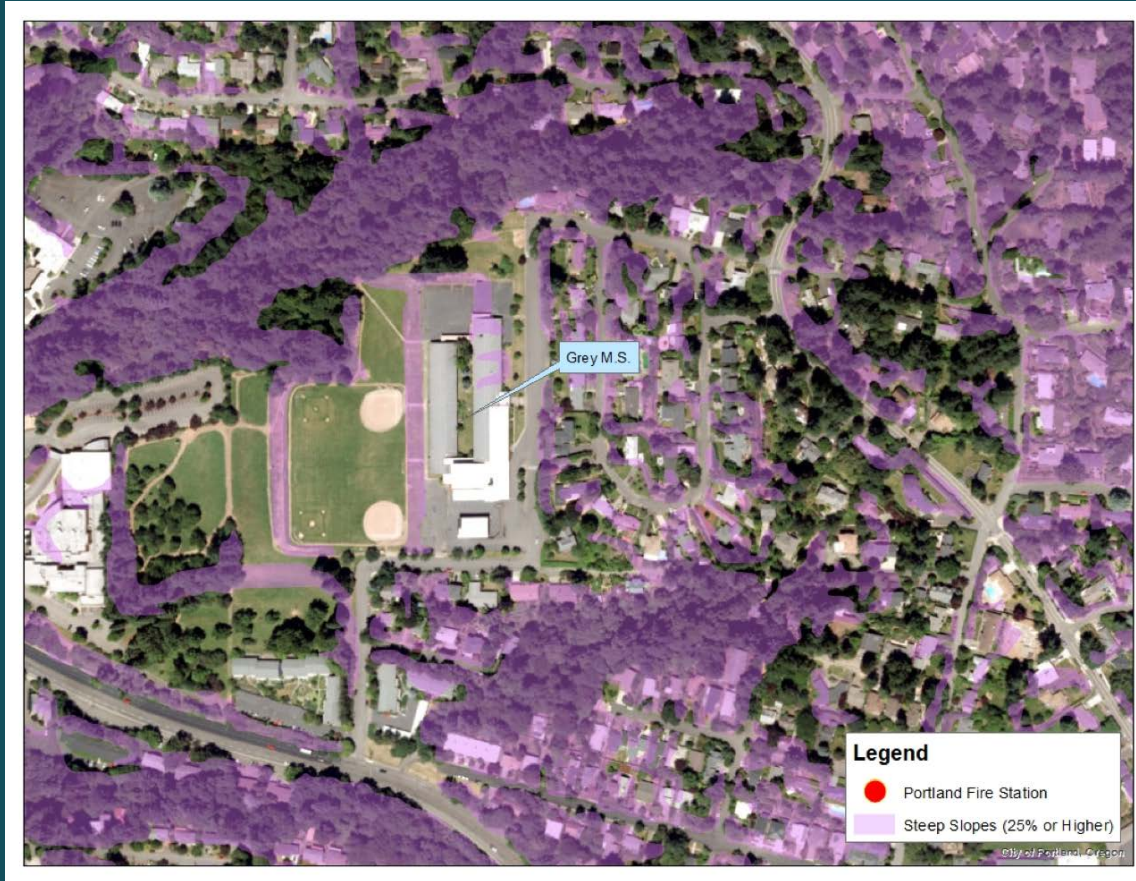 Grey M.S.
Legend
Portland Fire Station
Steep Slopes (25% or Higher)
City of Portland, Oregon